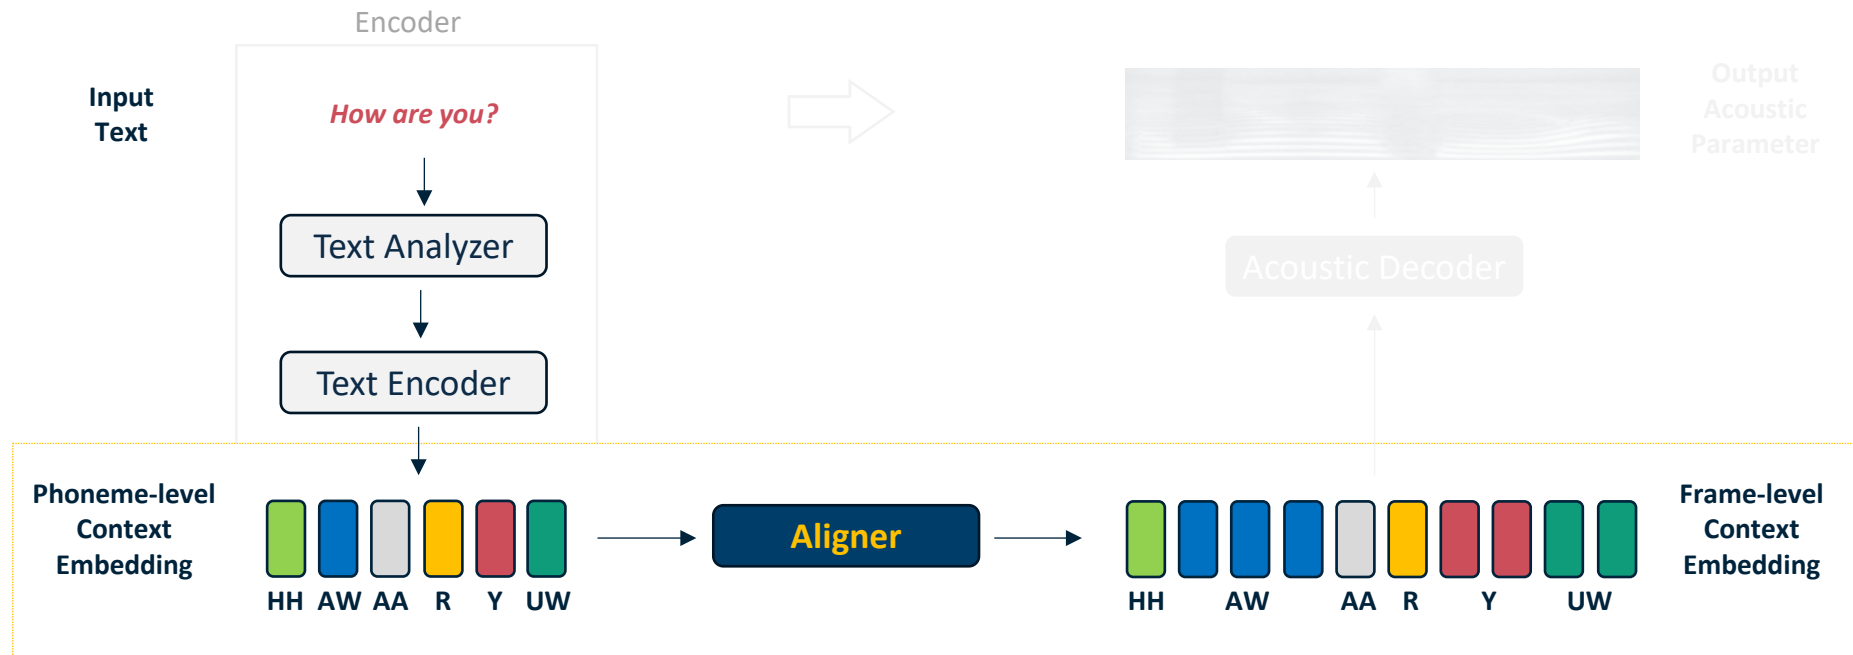 Encoder
Input
Text
How are you?
Output
Acoustic
Parameter
Text Analyzer
Acoustic Decoder
Text Encoder
Phoneme-level
Context
Embedding
Aligner
Frame-level
Context
Embedding
HH AW AA R Y UW
HH AW AA R Y UW